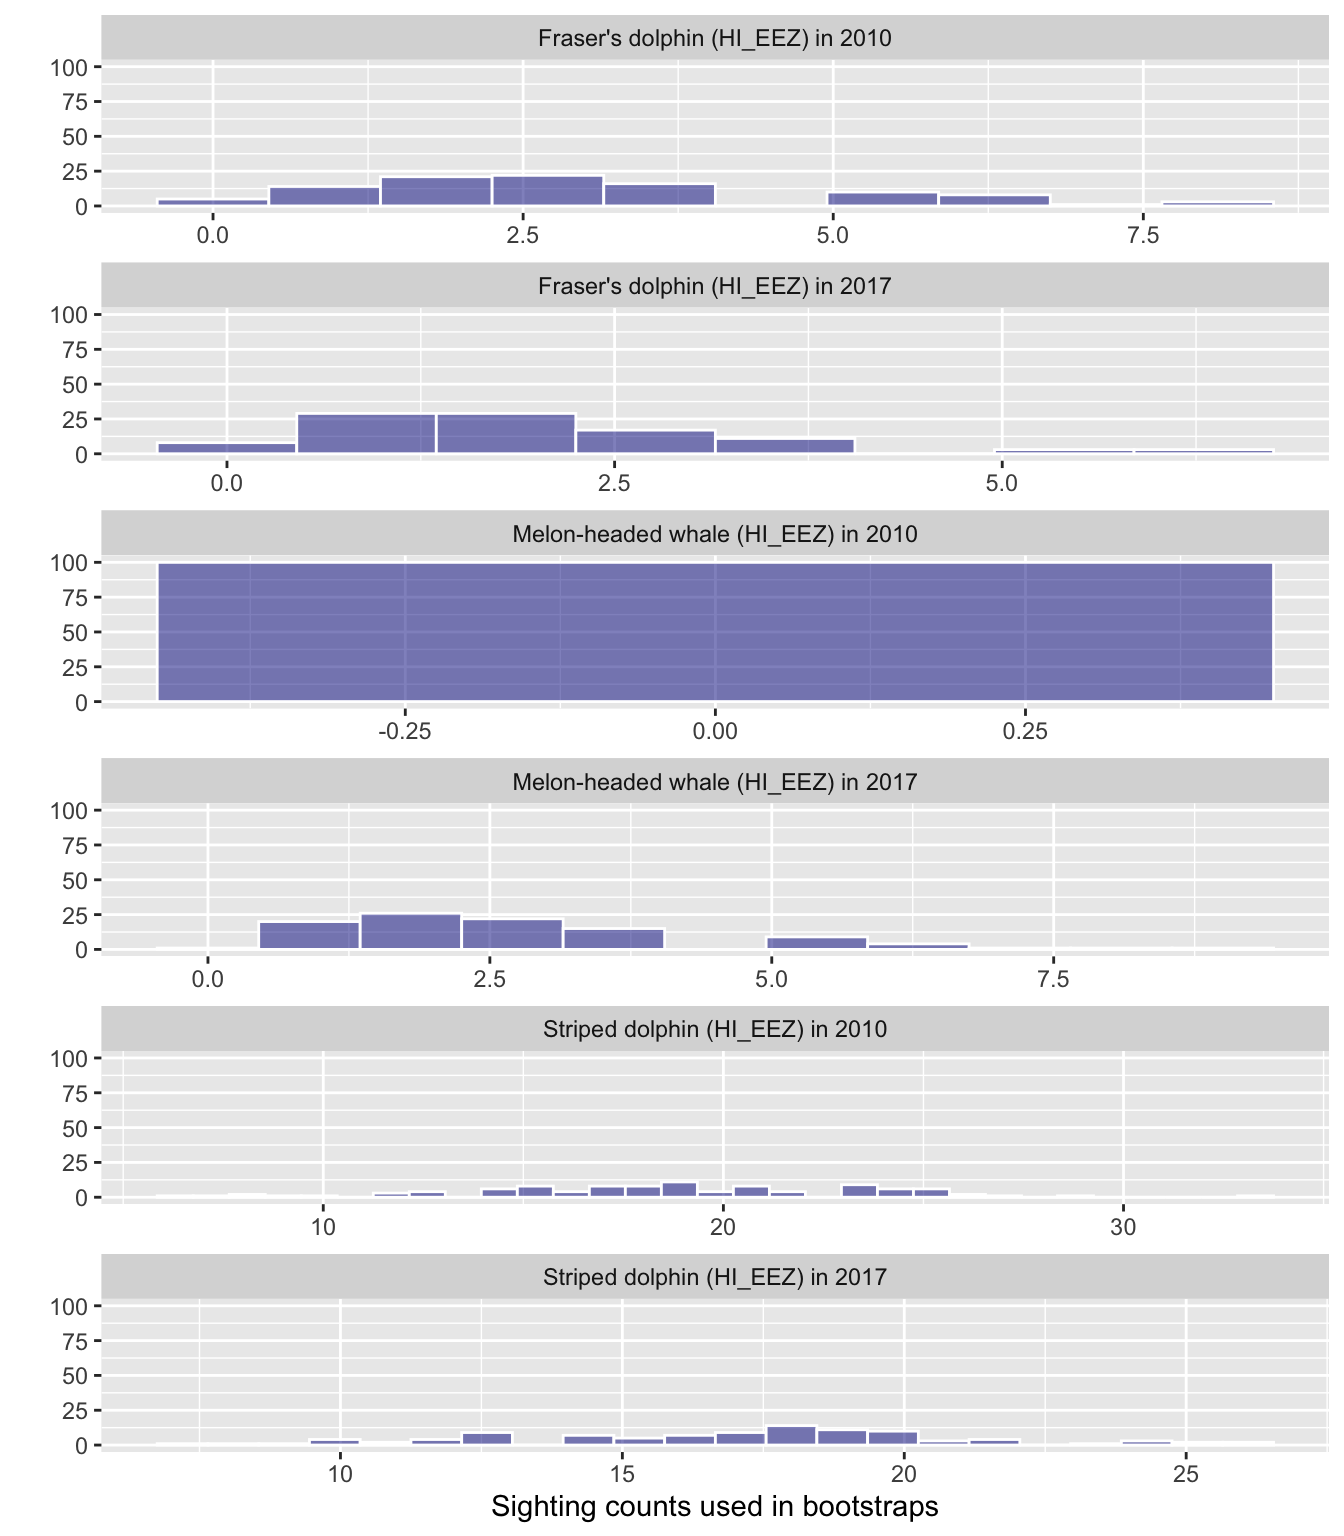 Fraser's dolphin (HI_EEZ) in 2010
100
75
50
25
0
0.0 2.5 5.0 7.5
Fraser's dolphin (HI_EEZ) in 2017
100
75
50
25
0
0.0 2.5 5.0
Melon-headed whale (HI_EEZ) in 2010
100
75
50
25
0
-0.25 0.00 0.25
Melon-headed whale (HI_EEZ) in 2017
100
75
50
25
0
0.0 2.5 5.0 7.5
Striped dolphin (HI_EEZ) in 2010
100
75
50
25
0
10 20 30
Striped dolphin (HI_EEZ) in 2017
100
75
50
25
0
10 15 20 25
Sighting counts used in bootstraps